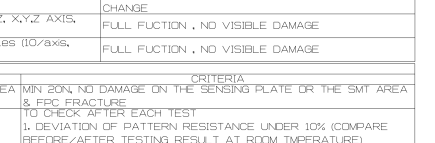 CHANGE
Z, X,Y,Z AXIS,
FULL FUCTION , NO VISIBLE DAMAGE
es (10/axis,
FULL FUCTION , NO VISIBLE DAMAGE
CRITERIA
EA MIN 20N, NO DAMAGE ON THE SENSING PLATE OR THE SMT AREA
& FPC FRACTURE
TO CHECK AFTER EACH TEST
1. DEVIATION OF PATTERN RESISTANCE UNDER 10% (COMPARE
BEFORE/AFTER TESTING RESULT AT ROOM TMPERATURE)